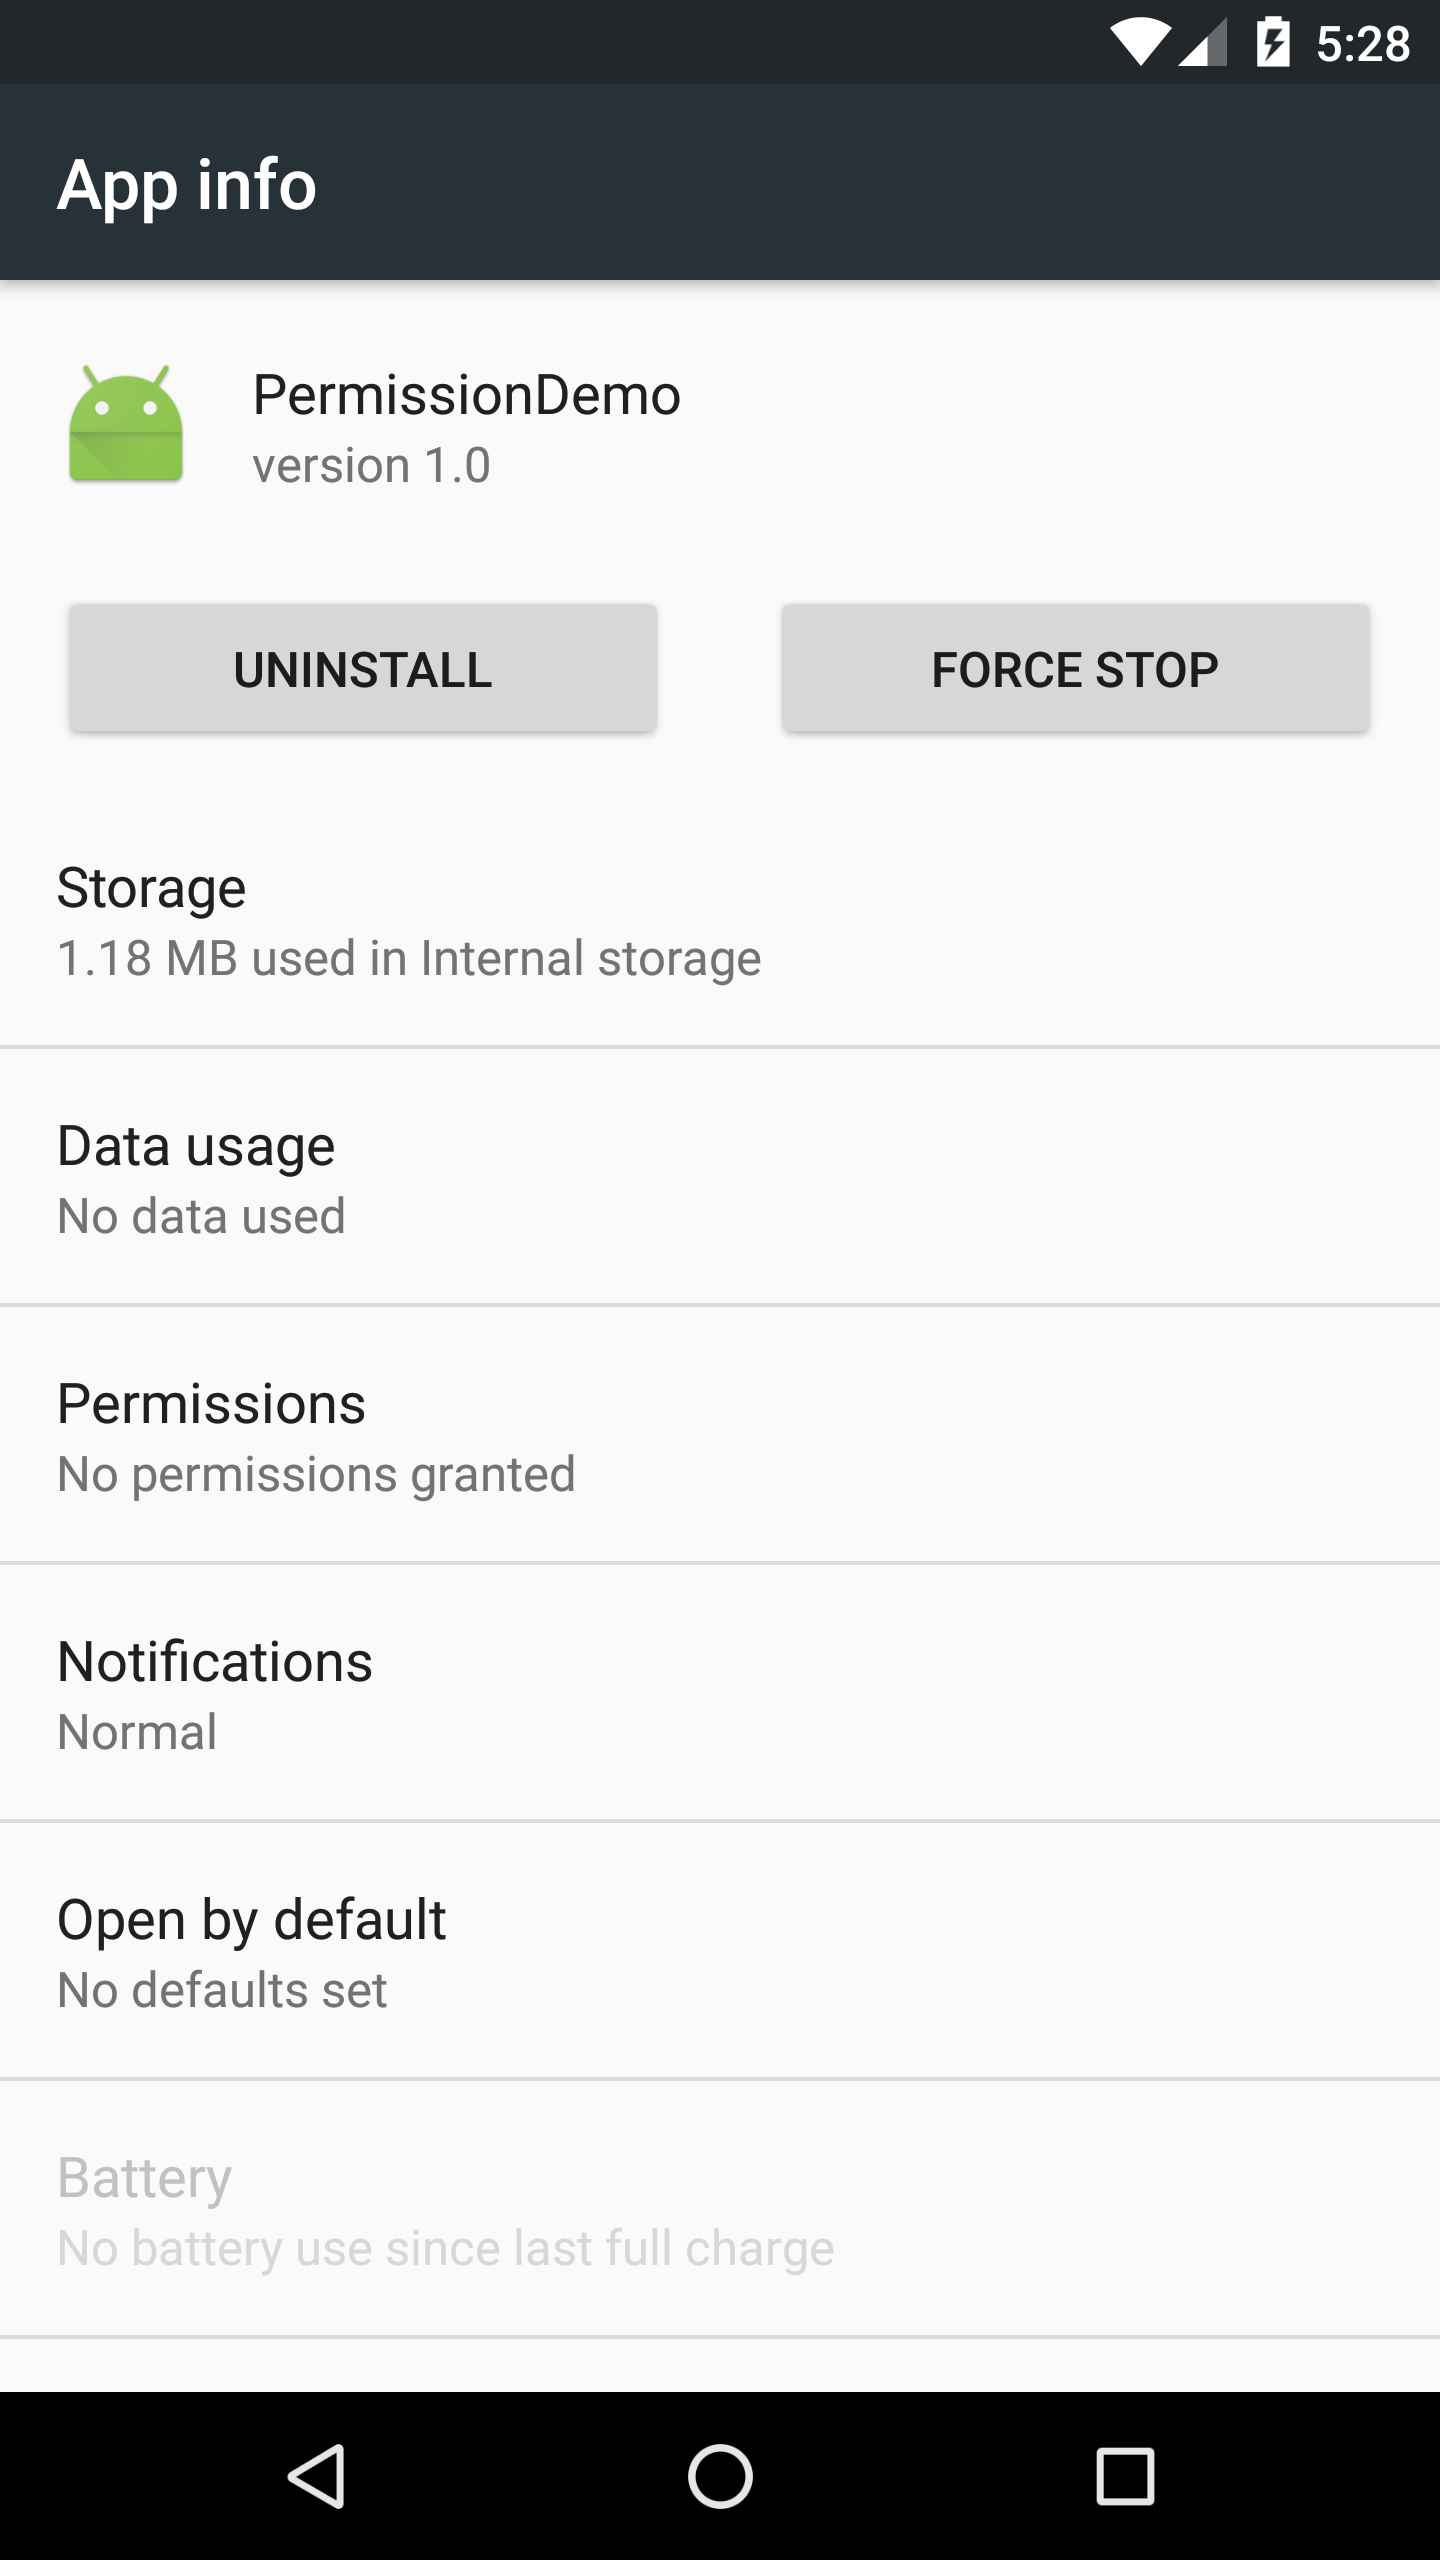 5:28
App info
PermissionDemo
version 1.0
UNINSTALL
FORCE STOP
Storage
1.18 MB used in Internal storage
Data usage
No data used
Permissions
No permissions granted
Notifications
Normal
Open by default
No defaults set
Battery
No battery use since last full charge